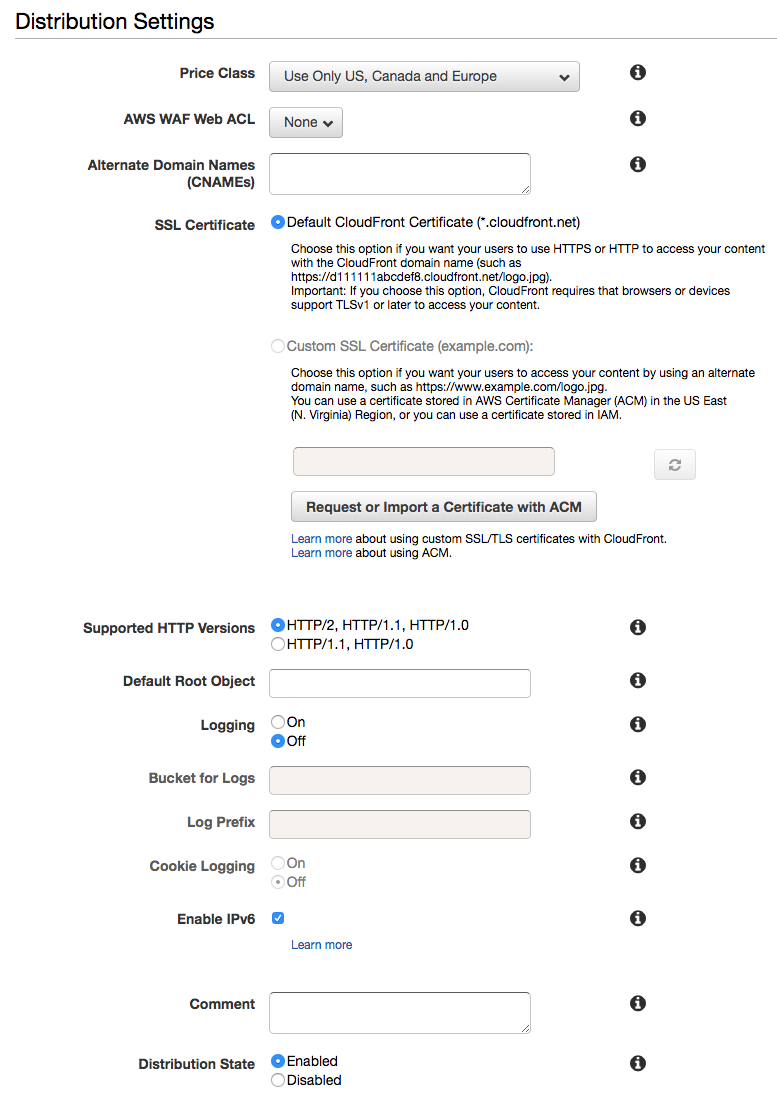 Distribution Settings
Price Class
Use Only US, Canada and Europe
AWS WAF Web ACL
None
Alternate Domain Names
(CNAMEs)
SSL Certificate
Default CloudFront Certificate (*.cloudfront.net)
Choose this option if you want your users to use HTTPS or HTTP to access your content
with the CloudFront domain name (such as
https://d111111abcdef8.cloudfront.net/logo.jpg).
Important: If you choose this option, CloudFront requires that browsers or devices
support TLSv1 or later to access your content.
Custom SSL Certificate (example.com):
Choose this option if you want your users to access your content by using an alternate
domain name, such as https://www.example.com/logo.jpg.
You can use a certificate stored in AWS Certificate Manager (ACM) in the US East
(N. Virginia) Region, or you can use a certificate stored in IAM.
Request or Import a Certificate with ACM
Learn more about using custom SSL/TLS certificates with CloudFront.
Learn more about using ACM.
Supported HTTP Versions
HTTP/2, HTTP/1.1, HTTP/1.0
HTTP/1.1, HTTP/1.0
Default Root Object
Logging
On
Off
Bucket for Logs
Log Prefix
Cookie Logging
On
Off
Enable IPv6
Learn more
Comment
Distribution State
Enabled
Disabled